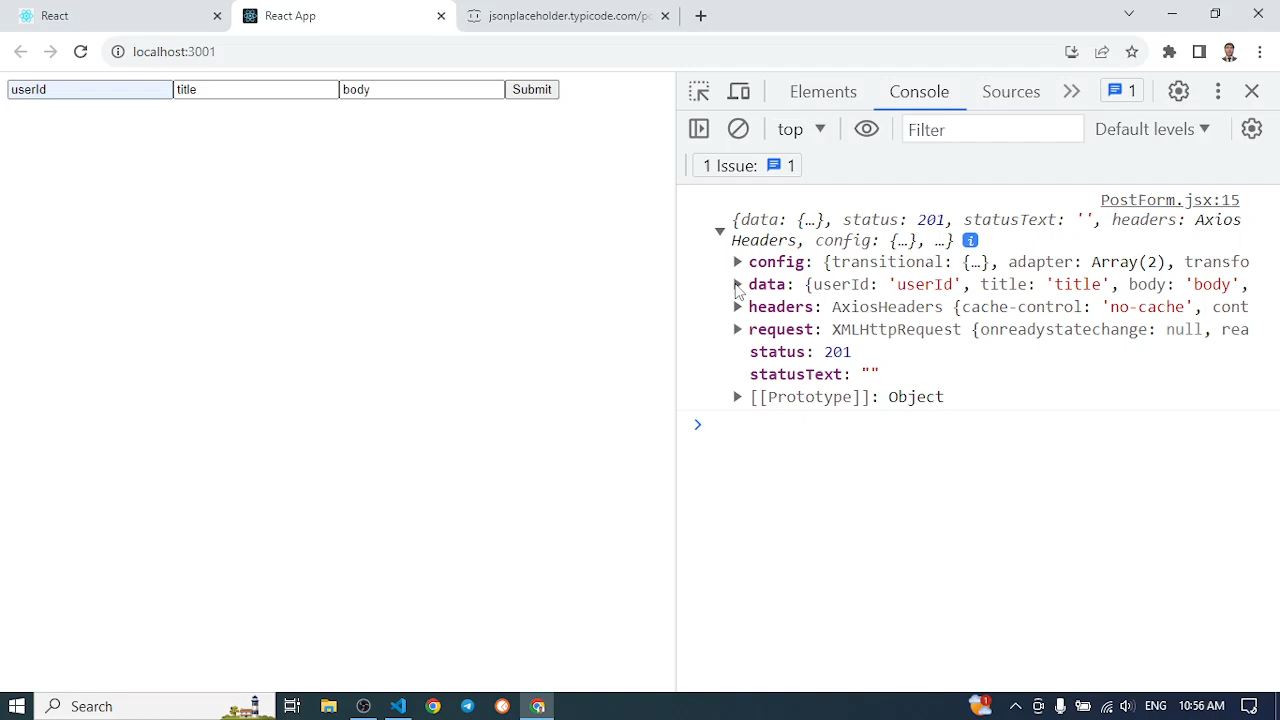 React
React App
jsonplaceholder.typicode.com/po
localhost:3001
userId
title
body
Submit
Elements
Console
Sources
1
top
Filter
Default levels
1 Issue: 1
PostForm.jsx:15
{data: {…}, status: 201, statusText: '', headers: Axios
Headers, config: {…}, …}
config: {transitional: {…}, adapter: Array(2), transfo
data: {userId: 'userId', title: 'title', body: 'body',
headers: AxiosHeaders {cache-control: 'no-cache', cont
request: XMLHttpRequest {onreadystatechange: null, rea
status: 201
statusText: ""
[[Prototype]]: Object
Search
1
ENG
10:56 AM